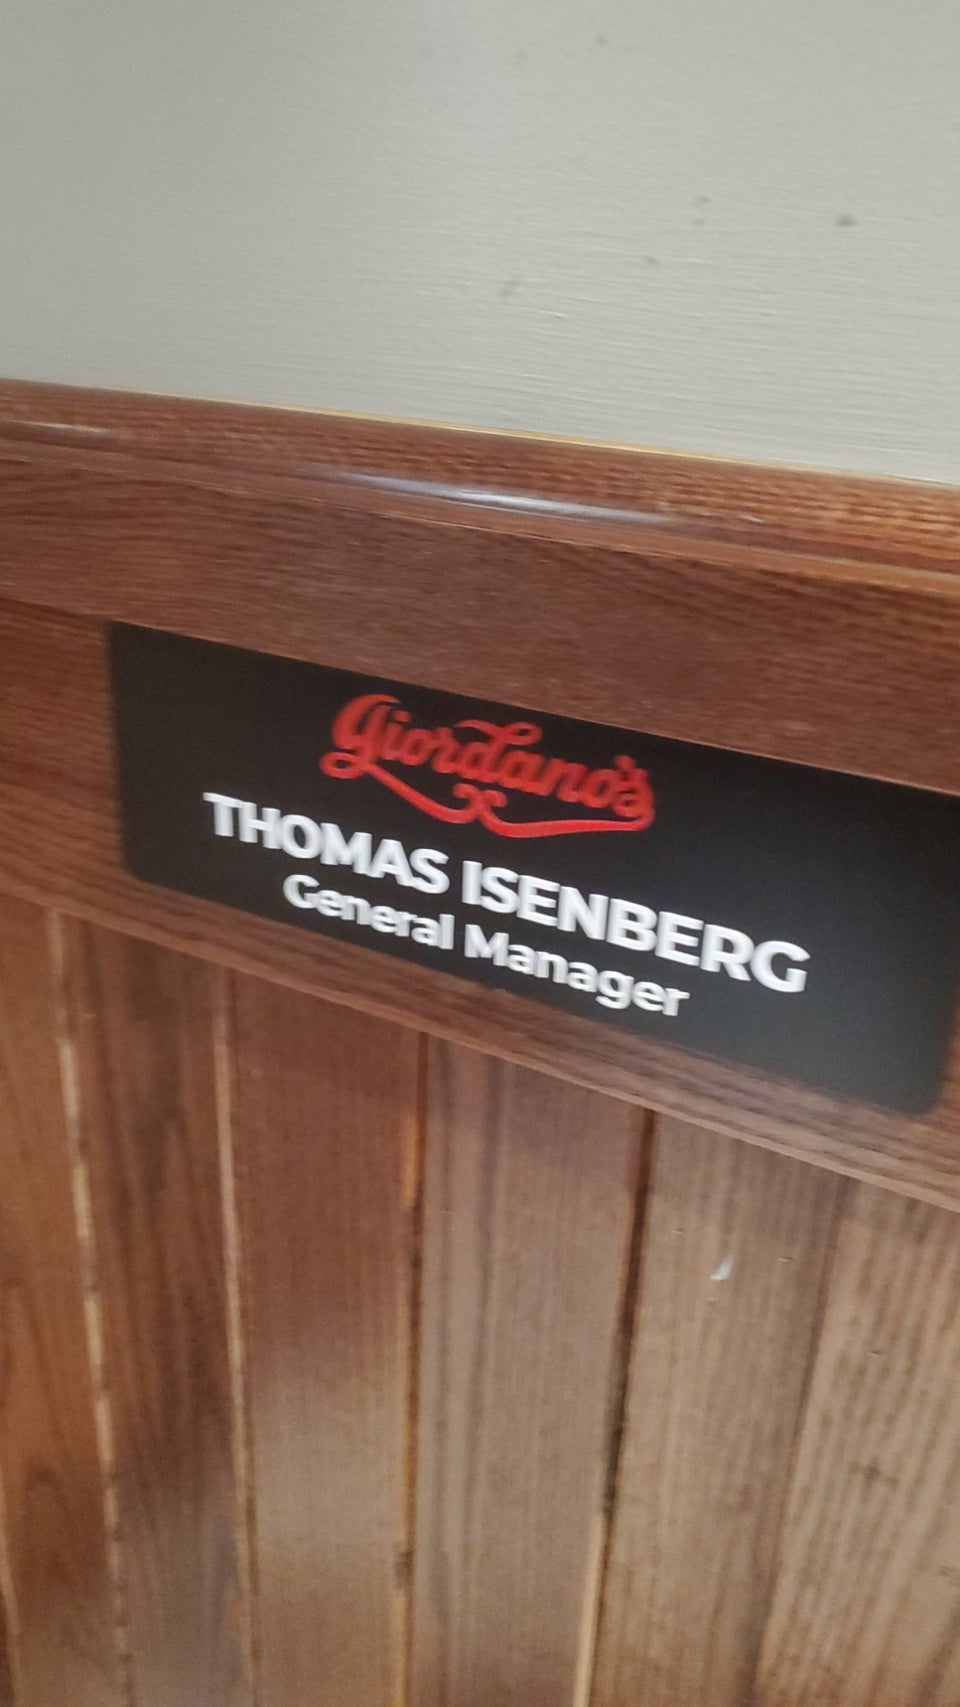 Giordano's
THOMAS ISENBERG
General Manager